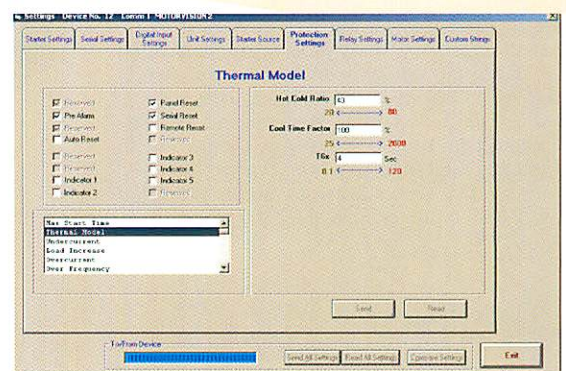 Settings Device No. 12 Comm 1 MOTORVISION2
Starter Settings
Serial Settings
Digital Input Settings
Unit Settings
Starter Source
Protection Settings
Relay Settings
Motor Settings
Custom Strings
Thermal Model
Reserved
Pre Alarm
Reserved
Auto Reset
Reserved
Reserved
Indicator 1
Indicator 2
Panel Reset
Serial Reset
Remote Reset
Reserved
Indicator 3
Indicator 4
Indicator 5
Reserved
Hot Cold Ratio
%
20 <----> 80
Cool Time Factor 100 %
25 <----> 2600
T6x 4 Sec
0.1 <----> 120
Max Start Time
Thermal Model
Undercurrent
Load Increase
Overcurrent
Over Frequency
Send
Read
To/From Device
Send All Settings
Read All Settings
Compare Settings
Exit